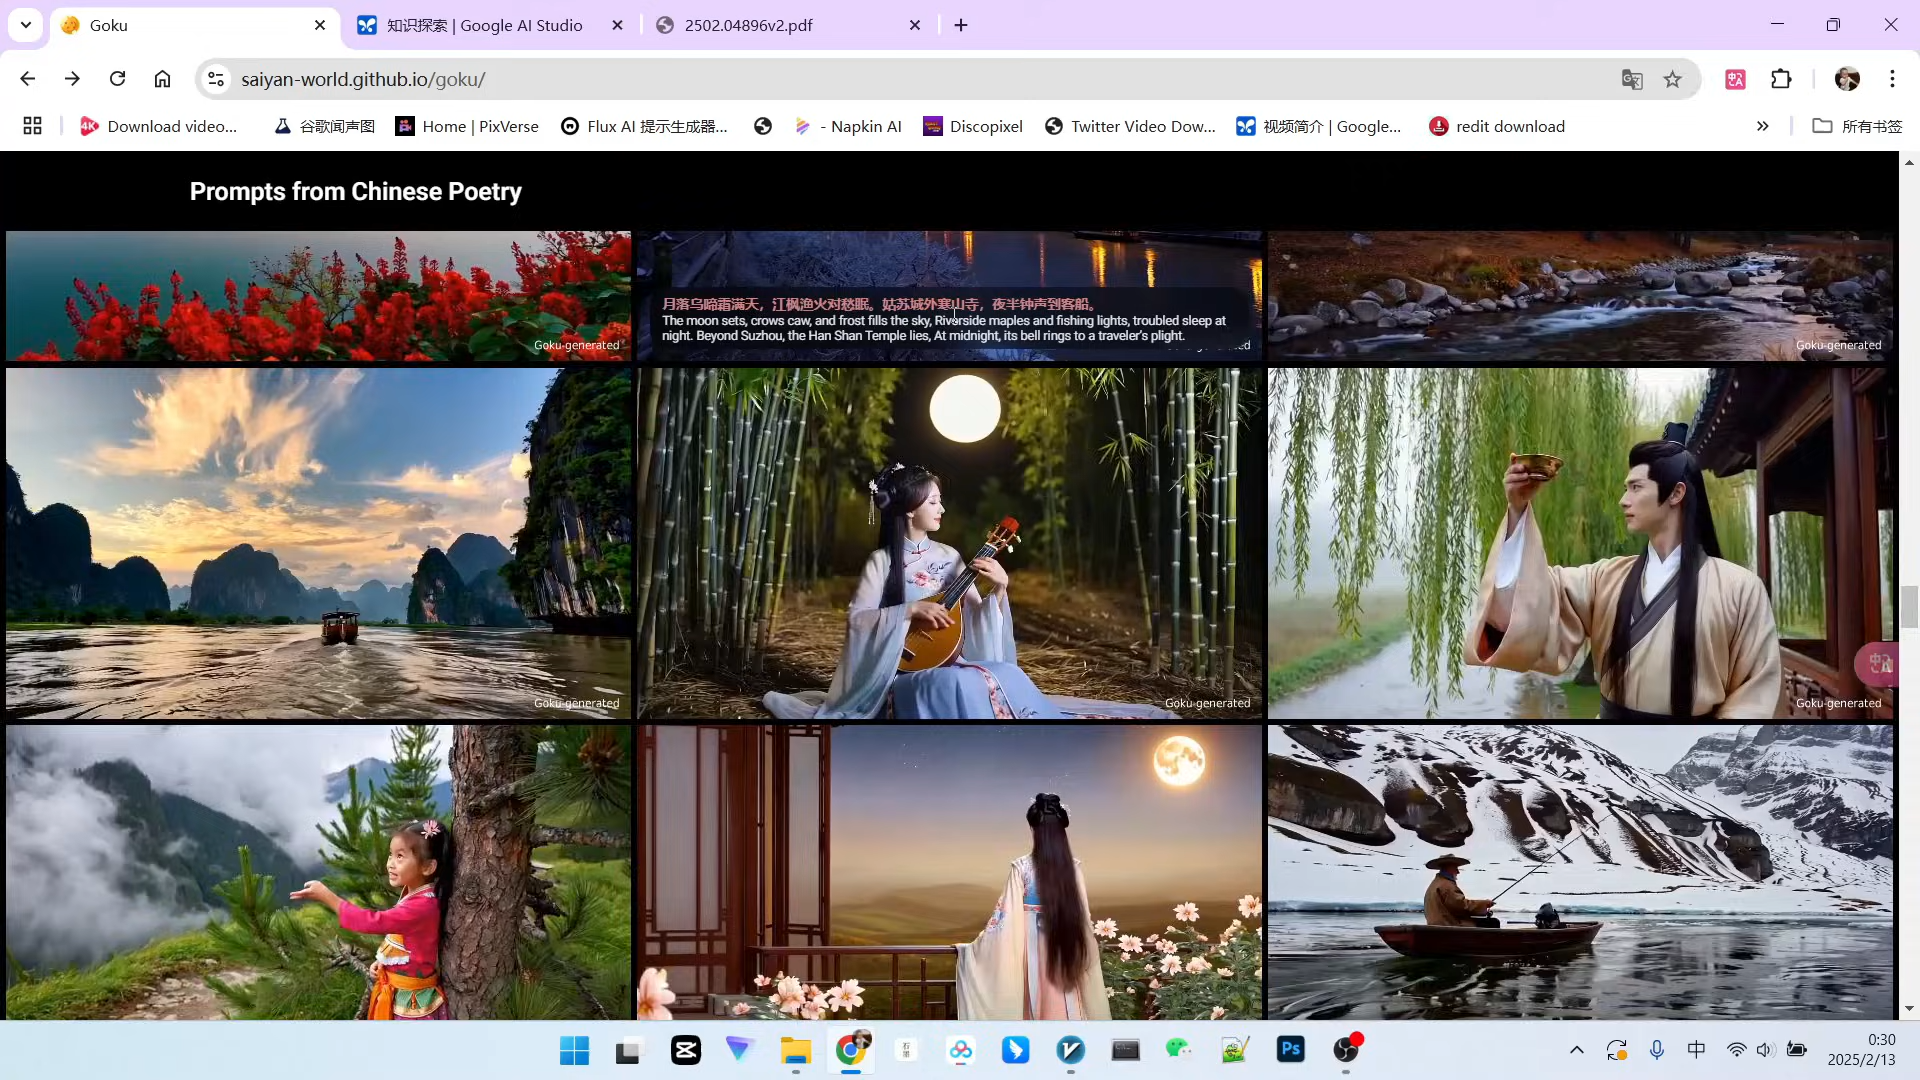 Goku
知识探索 | Google AI Studio
2502.04896v2.pdf
saiyan-world.github.io/goku/
Download video...
谷歌闻声图
Home | PixVerse
Flux AI 提示生成器...
- Napkin AI
Discopixel
Twitter Video Dow...
视频简介 | Google...
redit download
所有书签
Prompts from Chinese Poetry
月落乌啼霜满天，江枫渔火对愁眠。姑苏城外寒山寺，夜半钟声到客船。
The moon sets, crows caw, and frost fills the sky, Riverside maples and fishing lights, troubled sleep at
night. Beyond Suzhou, the Han Shan Temple lies, At midnight, its bell rings to a traveler's plight.
Goku-generated
Goku-generated
Goku-generated
Goku-generated
Goku-generated
中
0:30
2025/2/13
Ps